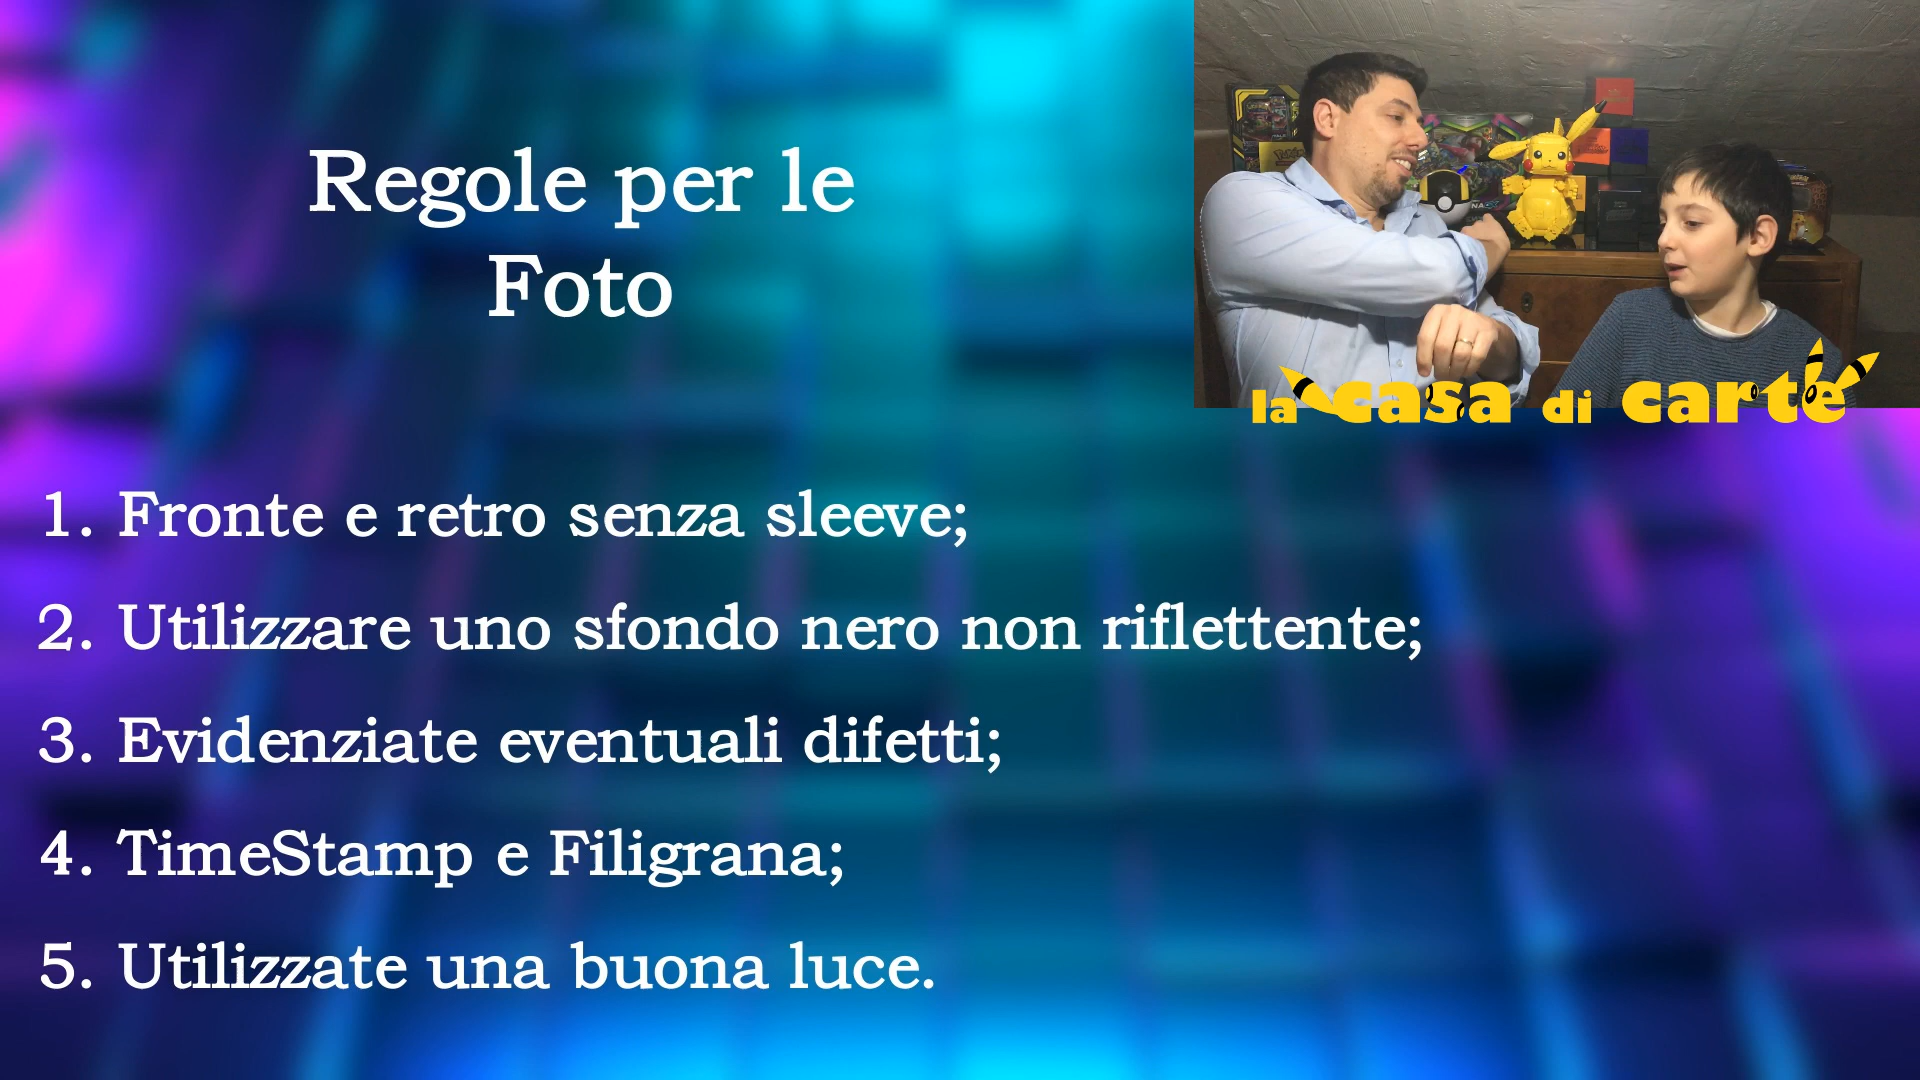 Regole per le
Foto
la casa di carte
1. Fronte e retro senza sleeve;
2. Utilizzare uno sfondo nero non riflettente;
3. Evidenziate eventuali difetti;
4. TimeStamp e Filigrana;
5. Utilizzate una buona luce.